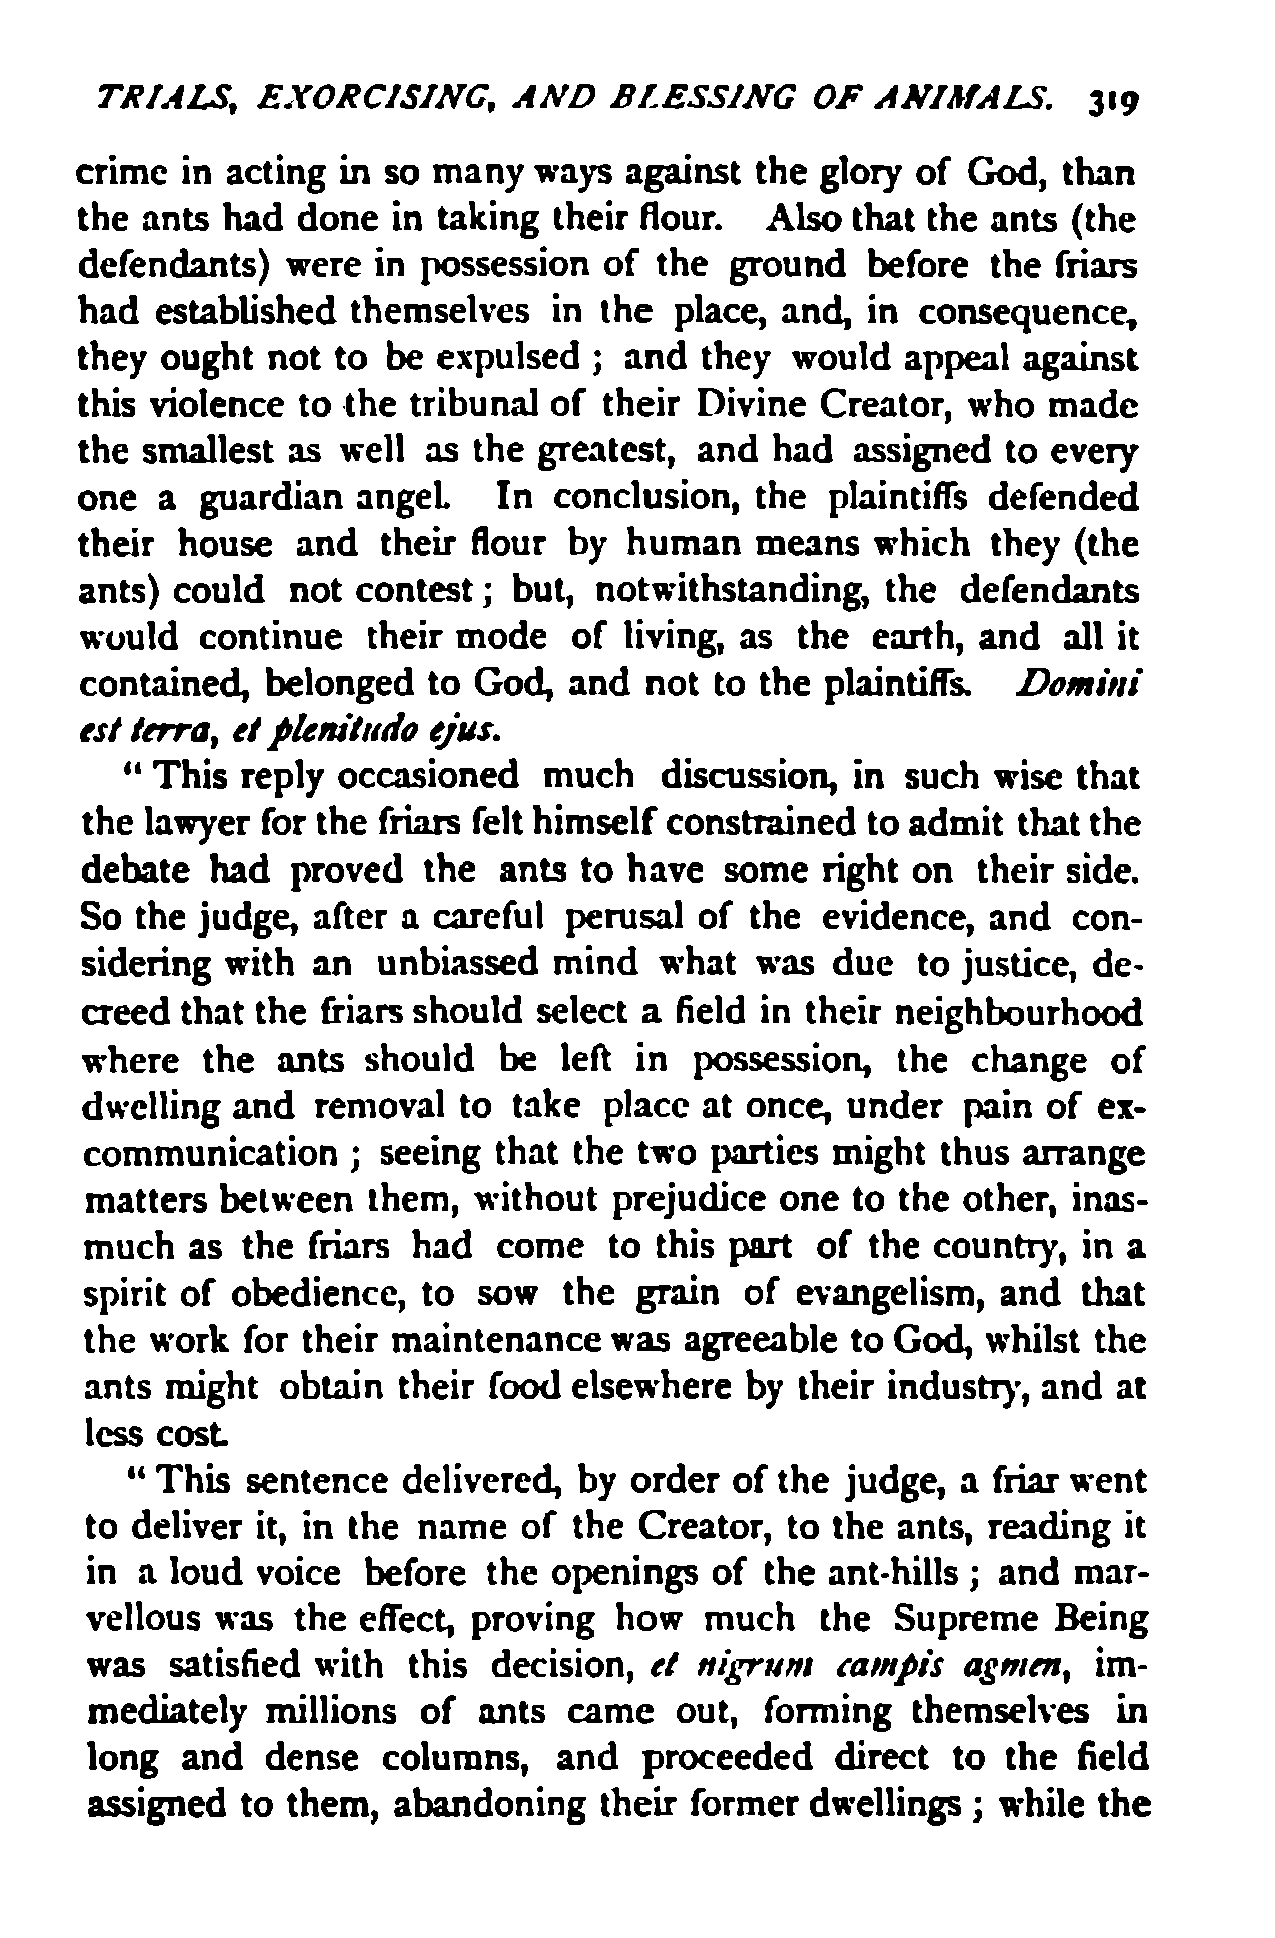 TRIALS, EXORCISING, AND BLESSING OF ANIMALS. 319
crime in acting in so many ways against the glory of God, than
the ants had done in taking their flour. Also that the ants (the
defendants) were in possession of the ground before the friars
had established themselves in the place, and, in consequence,
they ought not to be expulsed ; and they would appeal against
this violence to the tribunal of their Divine Creator, who made
the smallest as well as the greatest, and had assigned to every
one a guardian angel. In conclusion, the plaintiffs defended
their house and their flour by human means which they (the
ants) could not contest ; but, notwithstanding, the defendants
would continue their mode of living, as the earth, and all it
contained, belonged to God, and not to the plaintiffs. Domini
est terra, et plenitudo ejus.
“ This reply occasioned much discussion, in such wise that
the lawyer for the friars felt himself constrained to admit that the
debate had proved the ants to have some right on their side.
So the judge, after a careful perusal of the evidence, and con-
sidering with an unbiassed mind what was due to justice, de-
creed that the friars should select a field in their neighbourhood
where the ants should be left in possession, the change of
dwelling and removal to take place at once, under pain of ex-
communication ; seeing that the two parties might thus arrange
matters between them, without prejudice one to the other, inas-
much as the friars had come to this part of the country, in a
spirit of obedience, to sow the grain of evangelism, and that
the work for their maintenance was agreeable to God, whilst the
ants might obtain their food elsewhere by their industry, and at
less cost.
“ This sentence delivered, by order of the judge, a friar went
to deliver it, in the name of the Creator, to the ants, reading it
in a loud voice before the openings of the ant-hills ; and mar-
vellous was the effect, proving how much the Supreme Being
was satisfied with this decision, et nigrum campis agmen, im-
mediately millions of ants came out, forming themselves in
long and dense columns, and proceeded direct to the field
assigned to them, abandoning their former dwellings ; while the